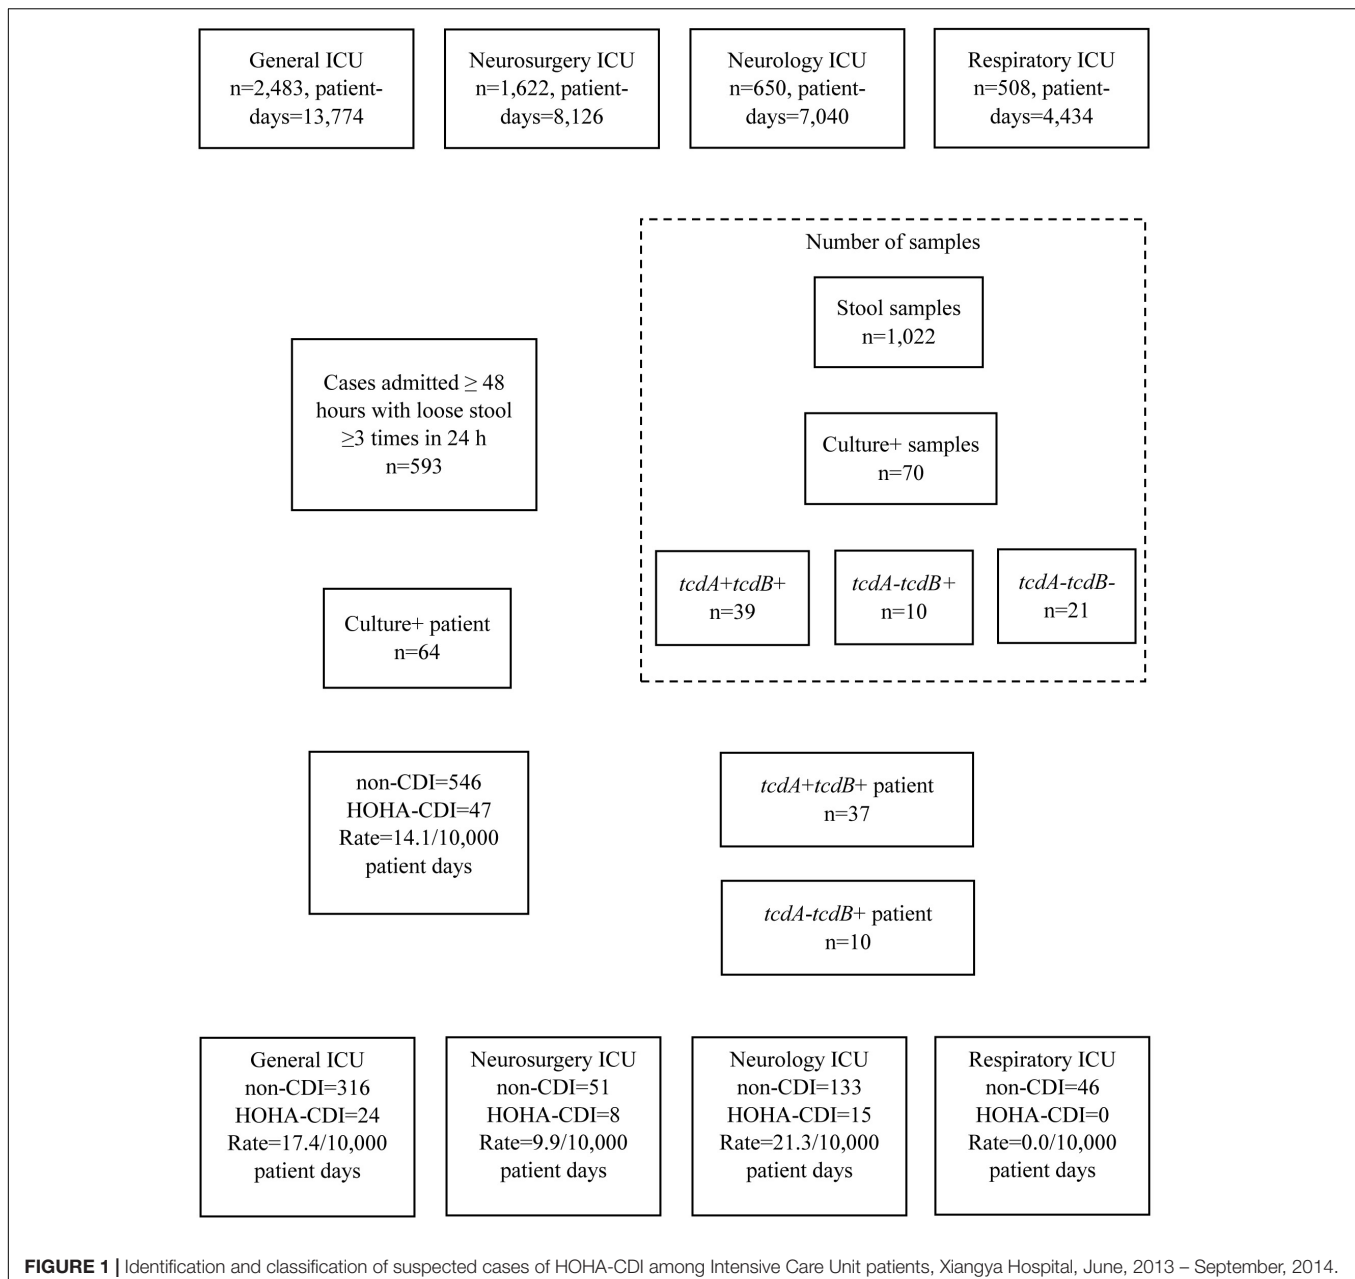 General ICU
n=2,483, patient-
days=13,774
Neurosurgery ICU
n=1,622, patient-
days=8,126
Neurology ICU
n=650, patient-
days=7,040
Respiratory ICU
n=508, patient-
days=4,434
Number of samples
Stool samples
n=1,022
Cases admitted ≥ 48
hours with loose stool
≥3 times in 24 h
n=593
Culture+ samples
n=70
tcdA+tcdB+
n=39
tcdA-tcdB+
n=10
tcdA-tcdB-
n=21
Culture+ patient
n=64
non-CDI=546
HOHA-CDI=47
Rate=14.1/10,000
patient days
tcdA+tcdB+ patient
n=37
tcdA-tcdB+ patient
n=10
General ICU
non-CDI=316
HOHA-CDI=24
Rate=17.4/10,000
patient days
Neurosurgery ICU
non-CDI=51
HOHA-CDI=8
Rate=9.9/10,000
patient days
Neurology ICU
non-CDI=133
HOHA-CDI=15
Rate=21.3/10,000
patient days
Respiratory ICU
non-CDI=46
HOHA-CDI=0
Rate=0.0/10,000
patient days
FIGURE 1 | Identification and classification of suspected cases of HOHA-CDI among Intensive Care Unit patients, Xiangya Hospital, June, 2013 – September, 2014.